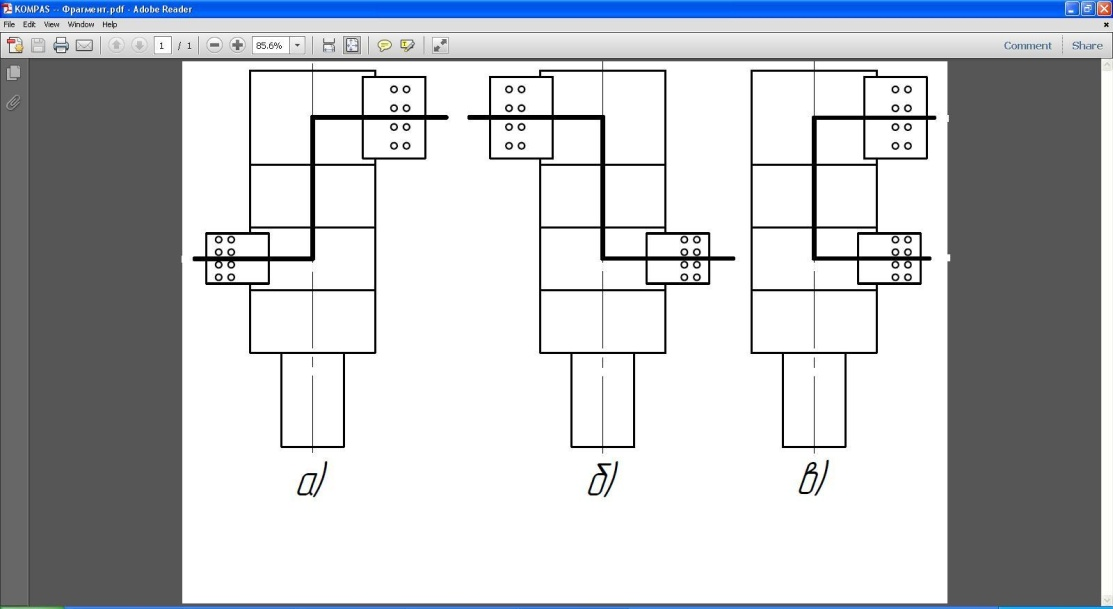 KOMPAS -- Фрагмент.pdf - Adobe Reader
File Edit View Window Help
1 / 1 85.6% Comment Share
а) б) в)